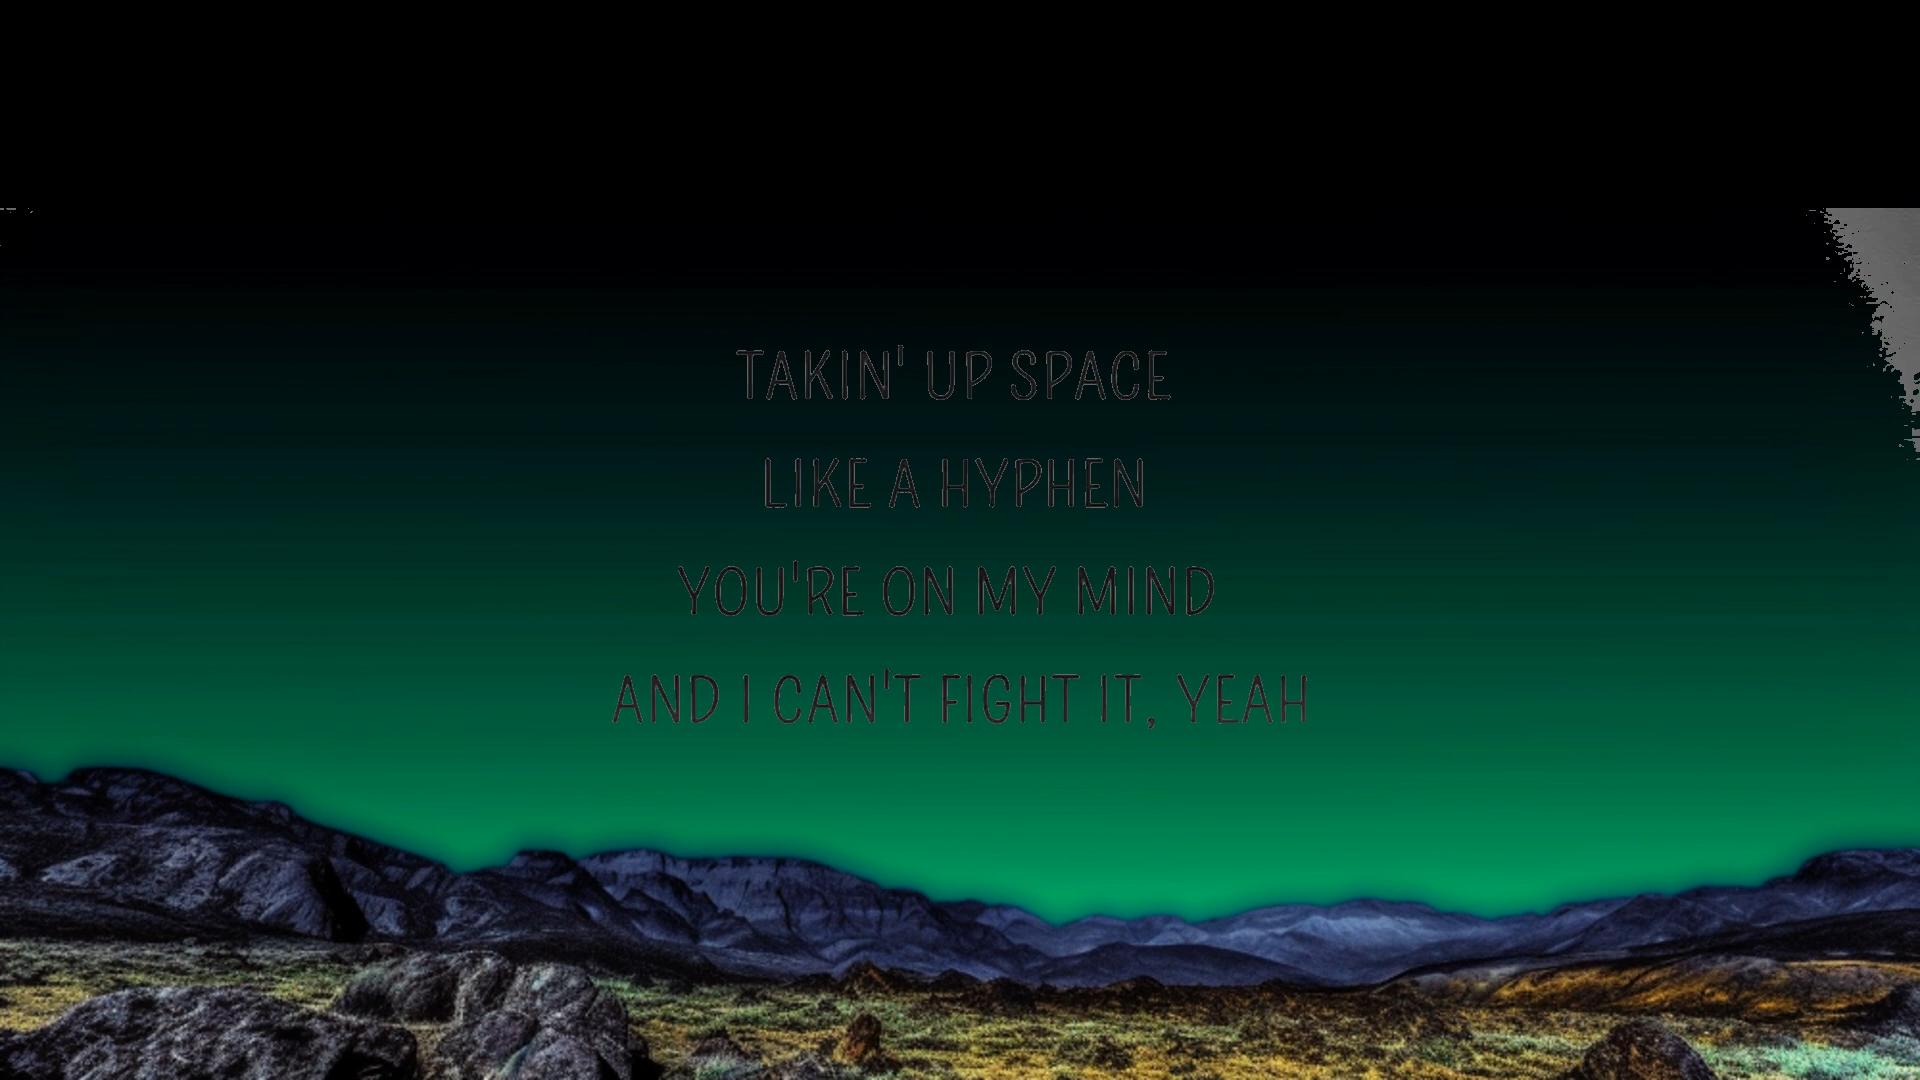 TAKIN' UP SPACE
LIKE A HYPHEN
YOU'RE ON MY MIND
AND I CAN'T FIGHT IT, YEAH